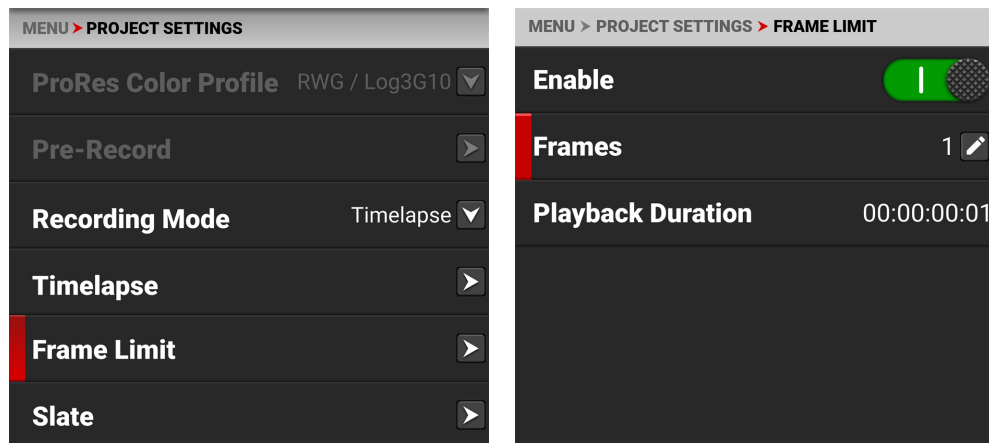 MENU > PROJECT SETTINGS
ProRes Color Profile RWG / Log3G10
Pre-Record
Recording Mode Timelapse
Timelapse
Frame Limit
Slate
MENU > PROJECT SETTINGS > FRAME LIMIT
Enable
Frames 1
Playback Duration 00:00:00:01